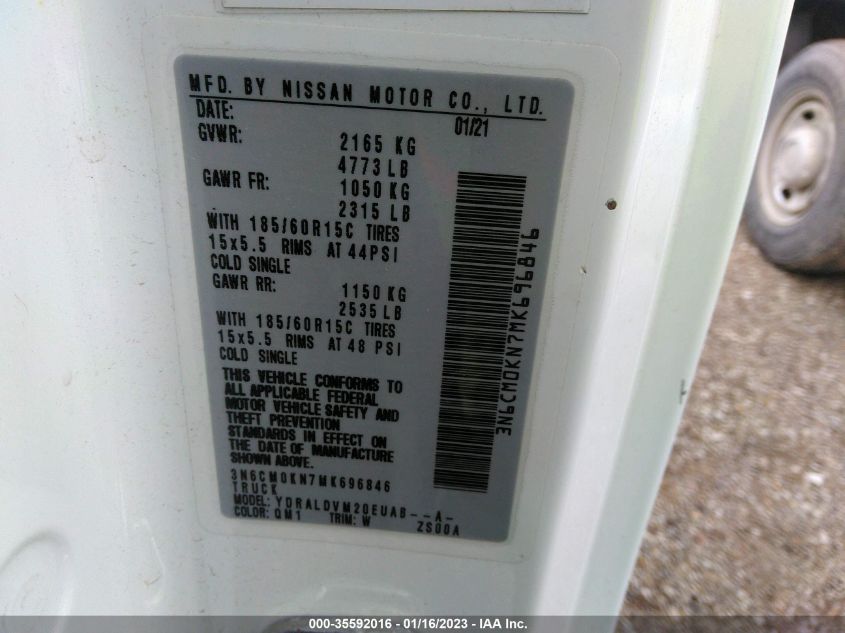 MFD. BY NISSAN MOTOR CO., LTD.
DATE: 01/21
GVWR: 2165 KG
4773 LB
GAWR FR: 1050 KG
2315 LB
WITH 185/60R15C TIRES
15x5.5 RIMS AT 44PSI
COLD SINGLE
GAWR RR: 1150 KG
2535 LB
WITH 185/60R15C TIRES
15x5.5 RIMS AT 48 PSI
COLD SINGLE
THIS VEHICLE CONFORMS TO
ALL APPLICABLE FEDERAL
MOTOR VEHICLE SAFETY AND
THEFT PREVENTION
STANDARDS IN EFFECT ON
THE DATE OF MANUFACTURE
SHOWN ABOVE.
3N6CM0KN7MK696846
TRUCK
MODEL: YDRALDVM20EUAB--A-
COLOR: QM1 TRIM: W ZS00A
3N6CM0KN7MK696846
000-35592016 - 01/16/2023 - IAA Inc.